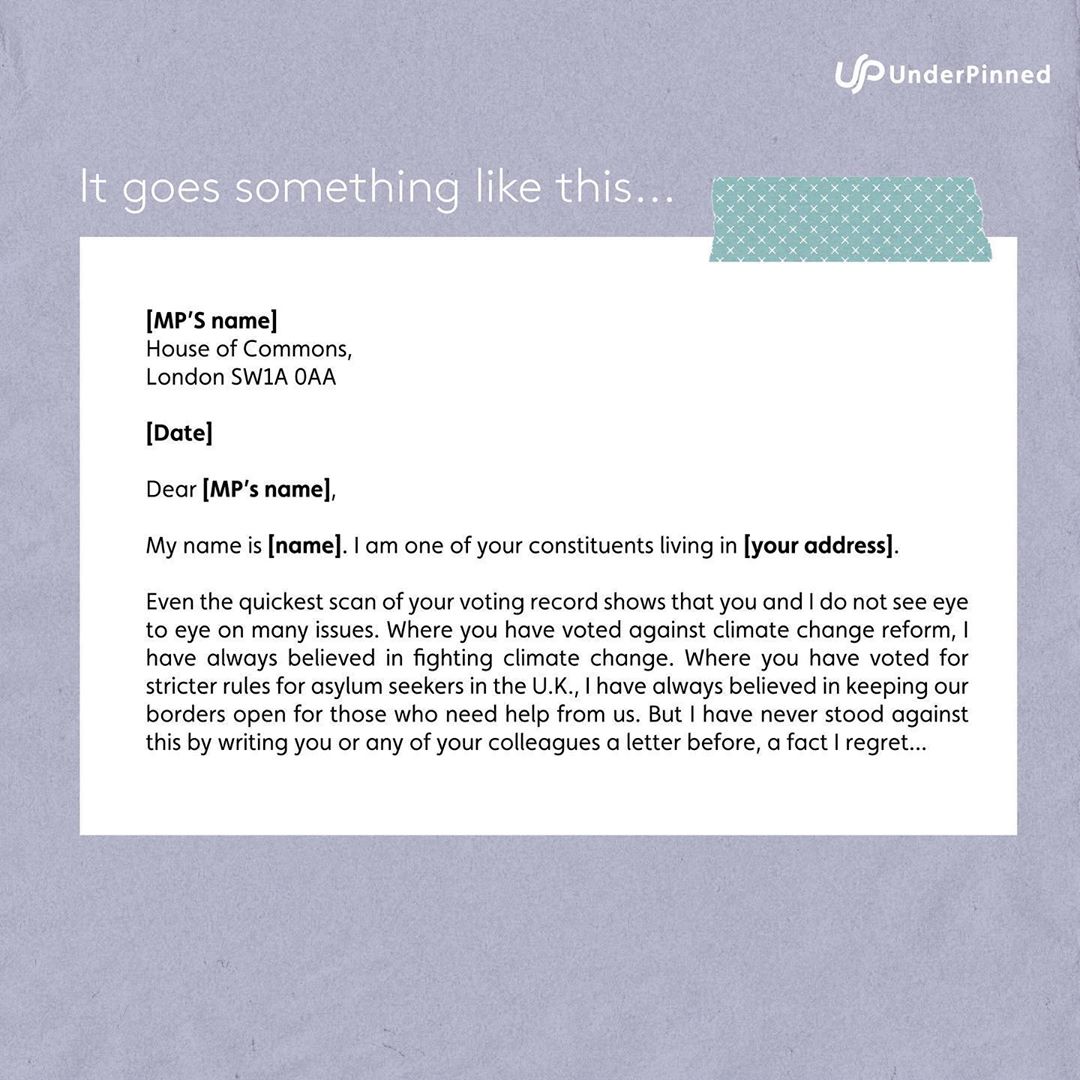 UP UnderPinned
It goes something like this...
[MP’S name]
House of Commons,
London SW1A 0AA
[Date]
Dear [MP’s name],
My name is [name]. I am one of your constituents living in [your address].
Even the quickest scan of your voting record shows that you and I do not see eye
to eye on many issues. Where you have voted against climate change reform, I
have always believed in fighting climate change. Where you have voted for
stricter rules for asylum seekers in the U.K., I have always believed in keeping our
borders open for those who need help from us. But I have never stood against
this by writing you or any of your colleagues a letter before, a fact I regret...